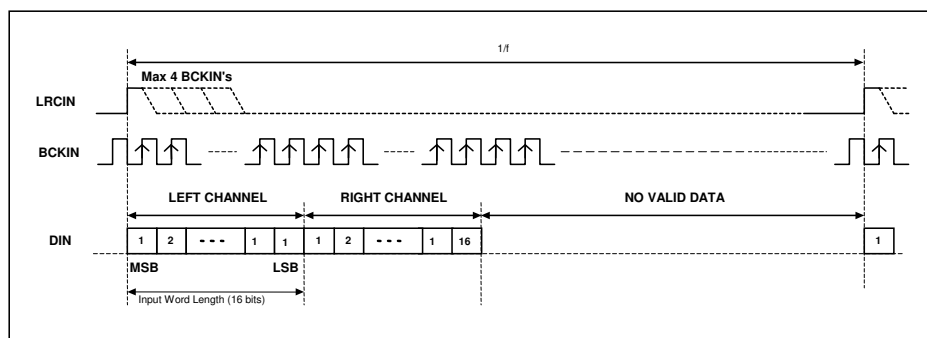 1/f
Max 4 BCKIN's
LRCIN
BCKIN
LEFT CHANNEL RIGHT CHANNEL NO VALID DATA
DIN 1 2 - - - 1 1 1 2 - - - 1 16 1
MSB LSB
Input Word Length (16 bits)